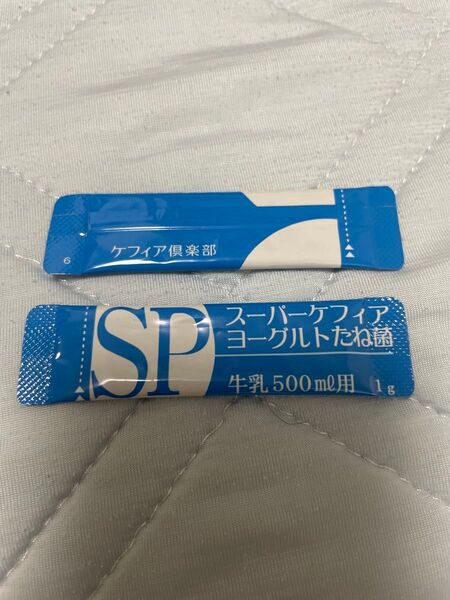 6
ケフィア倶楽部
SP
スーパーケフィア
ヨーグルトたね菌
牛乳500mℓ用
1g